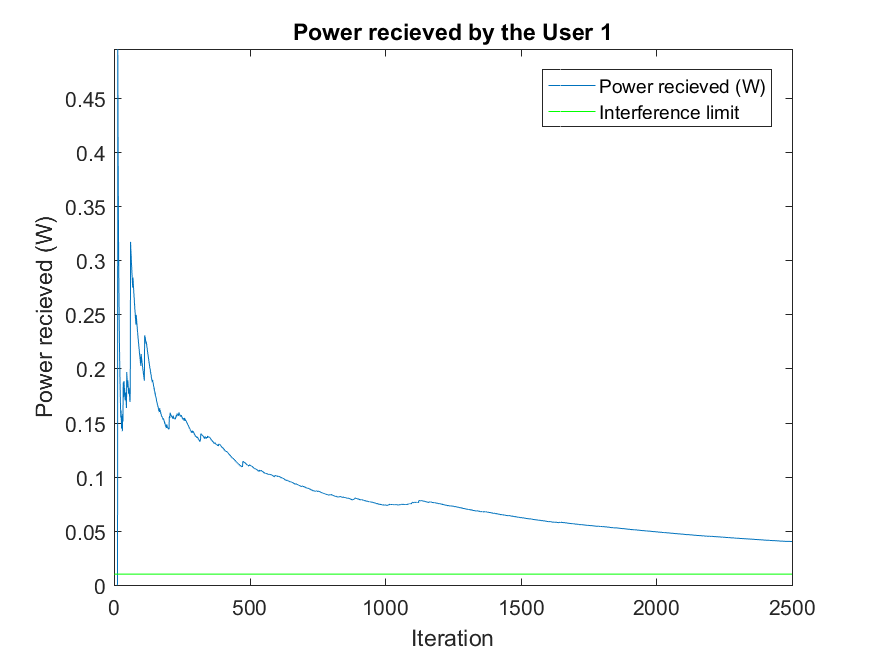 Power recieved by the User 1
Power recieved (W)
Interference limit
0.45
0.4
0.35
0.3
0.25
0.2
0.15
0.1
0.05
0
Power recieved (W)
0 500 1000 1500 2000 2500
Iteration